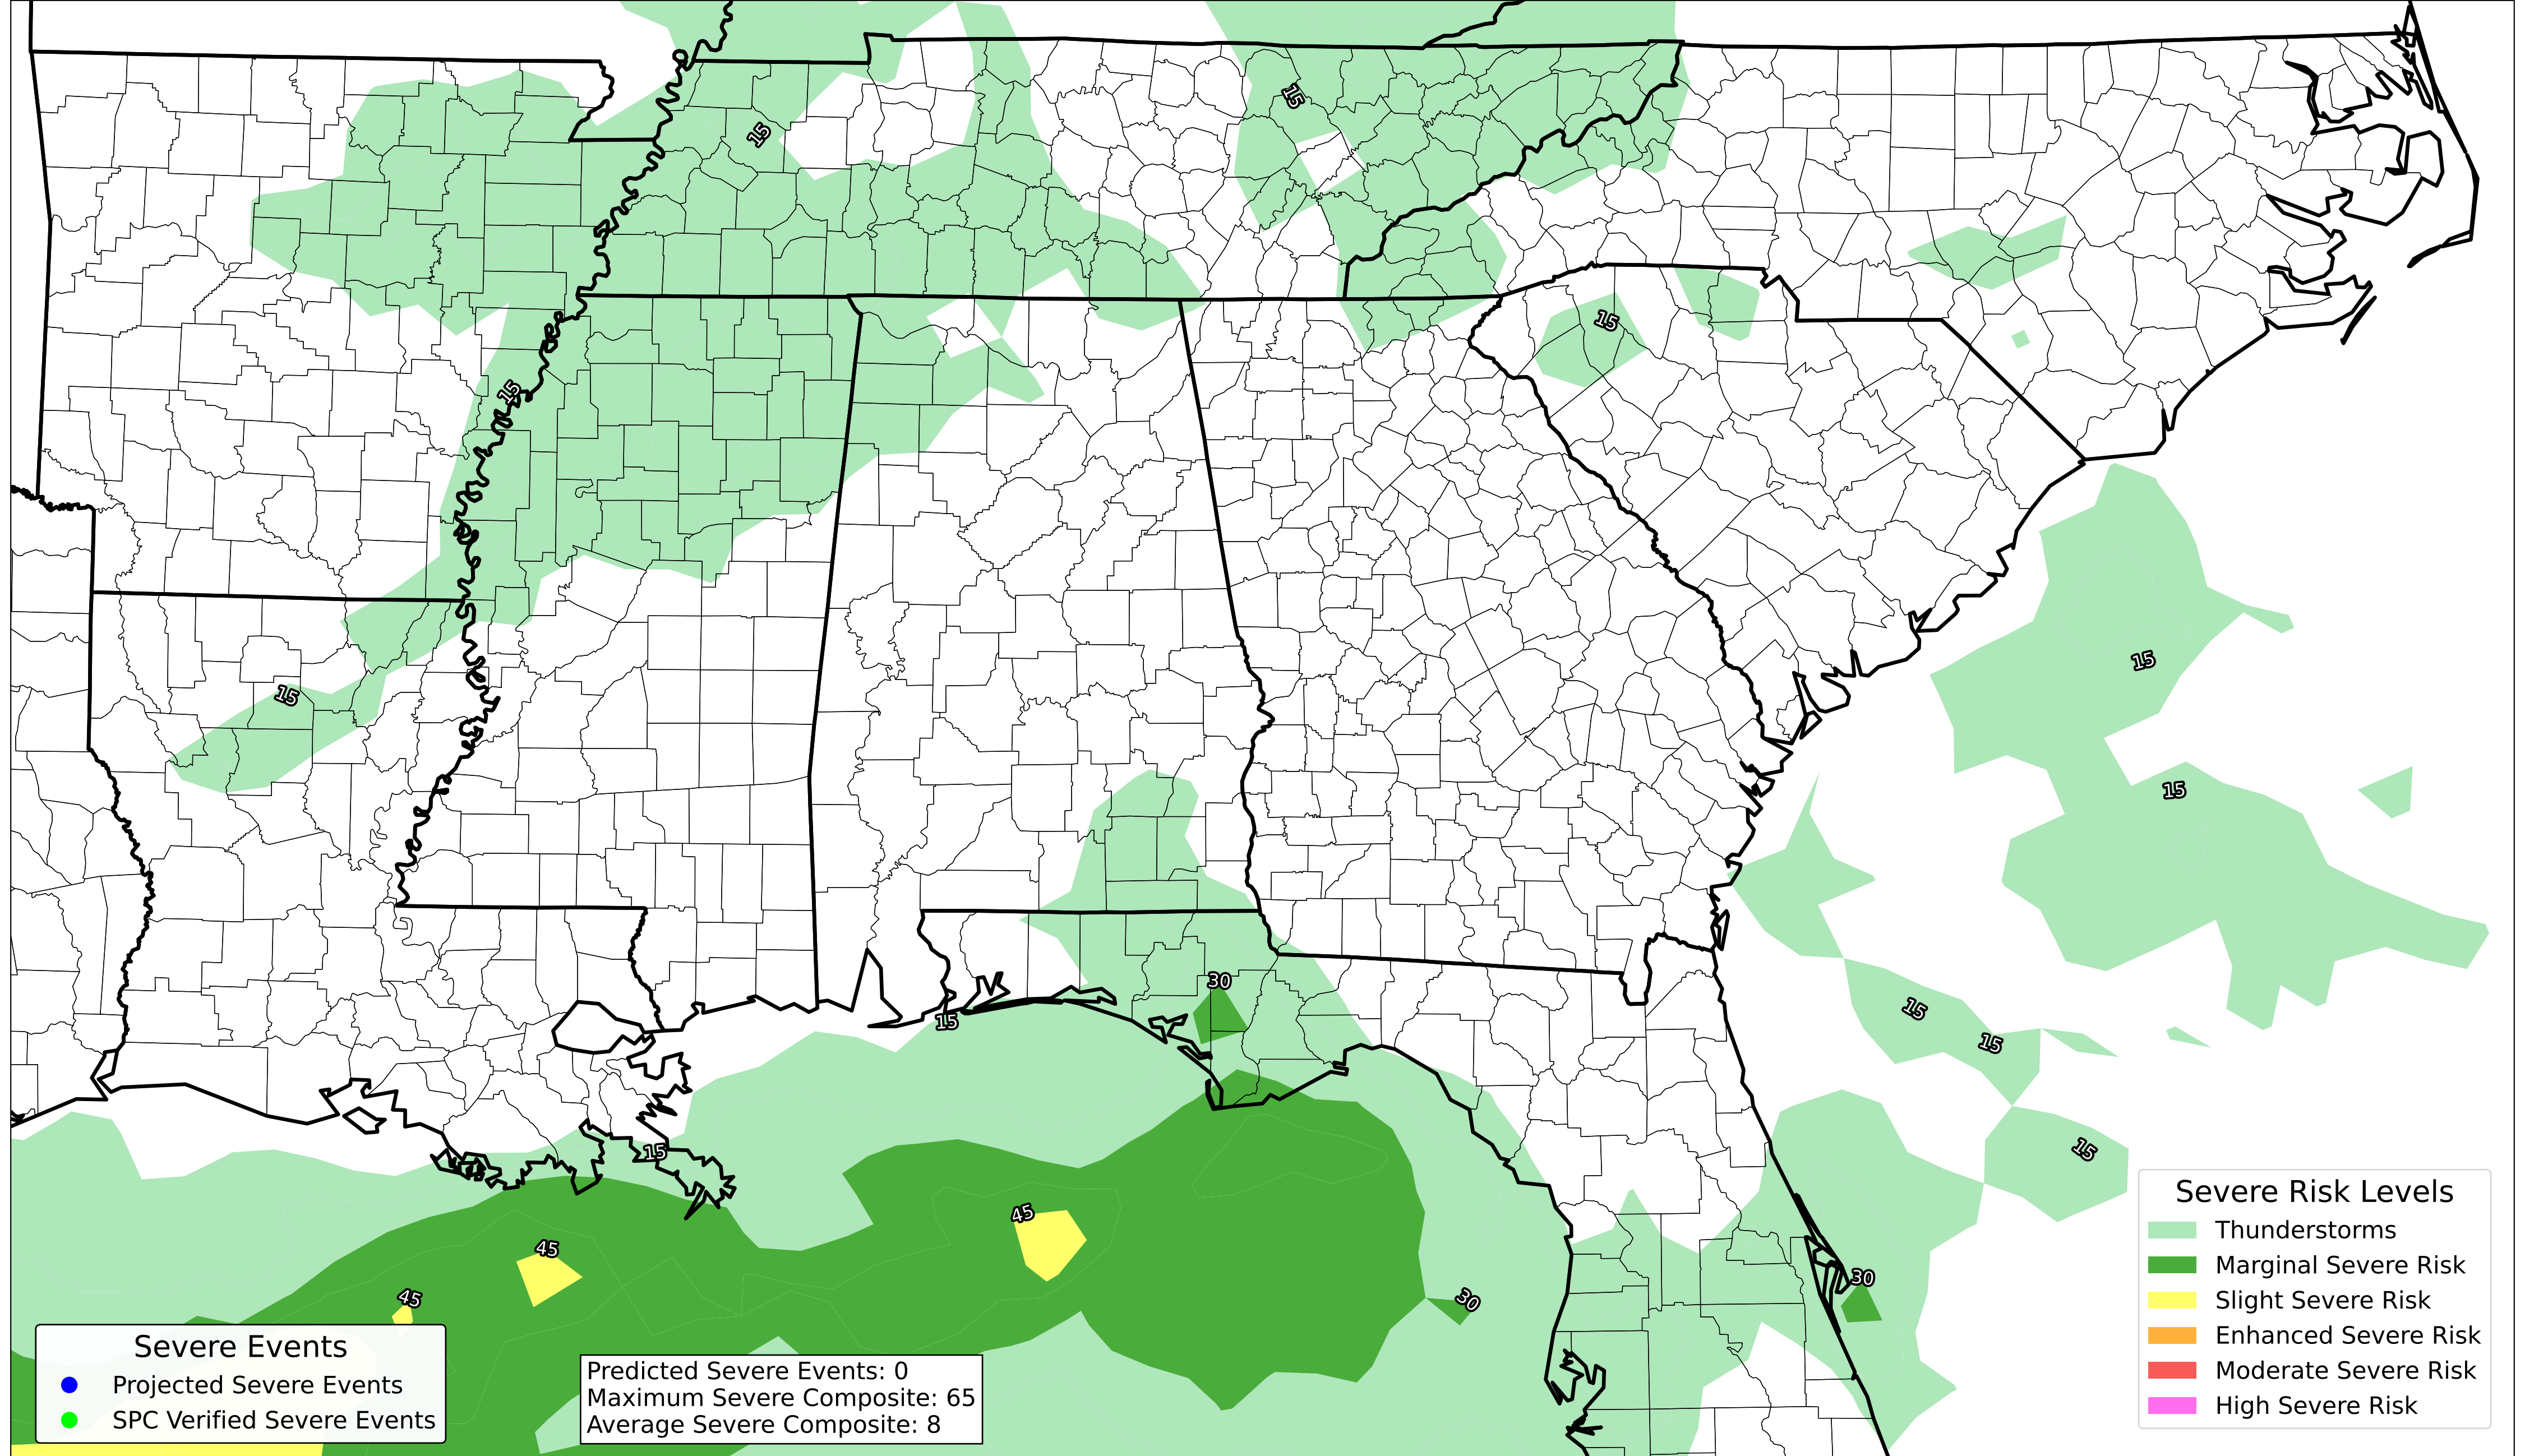 15
15
15
15
15
15
15
30
15
15
15
15
15
45
45
45
30
30
Severe Risk Levels
Thunderstorms
Marginal Severe Risk
Slight Severe Risk
Enhanced Severe Risk
Moderate Severe Risk
High Severe Risk
Severe Events
Projected Severe Events
SPC Verified Severe Events
Predicted Severe Events: 0
Maximum Severe Composite: 65
Average Severe Composite: 8